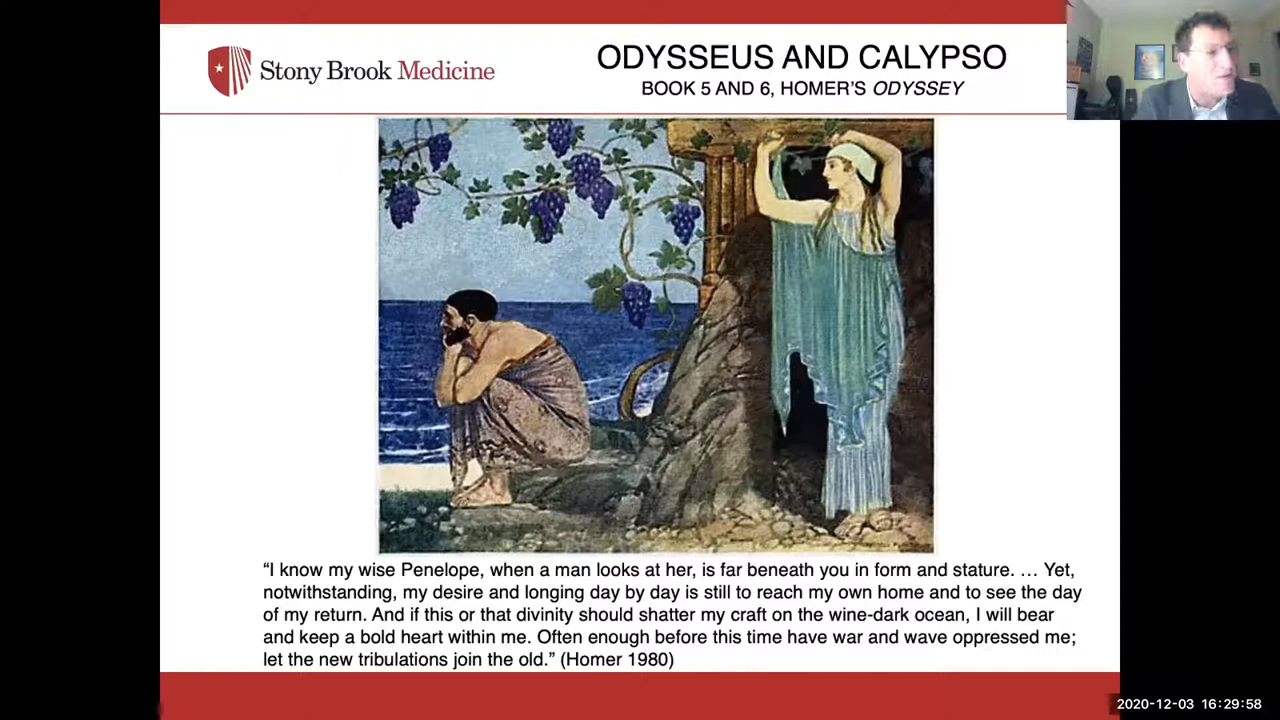 Stony Brook Medicine
ODYSSEUS AND CALYPSO
BOOK 5 AND 6, HOMER'S ODYSSEY
“I know my wise Penelope, when a man looks at her, is far beneath you in form and stature. … Yet,
notwithstanding, my desire and longing day by day is still to reach my own home and to see the day
of my return. And if this or that divinity should shatter my craft on the wine-dark ocean, I will bear
and keep a bold heart within me. Often enough before this time have war and wave oppressed me;
let the new tribulations join the old.” (Homer 1980)
2020-12-03 16:29:58